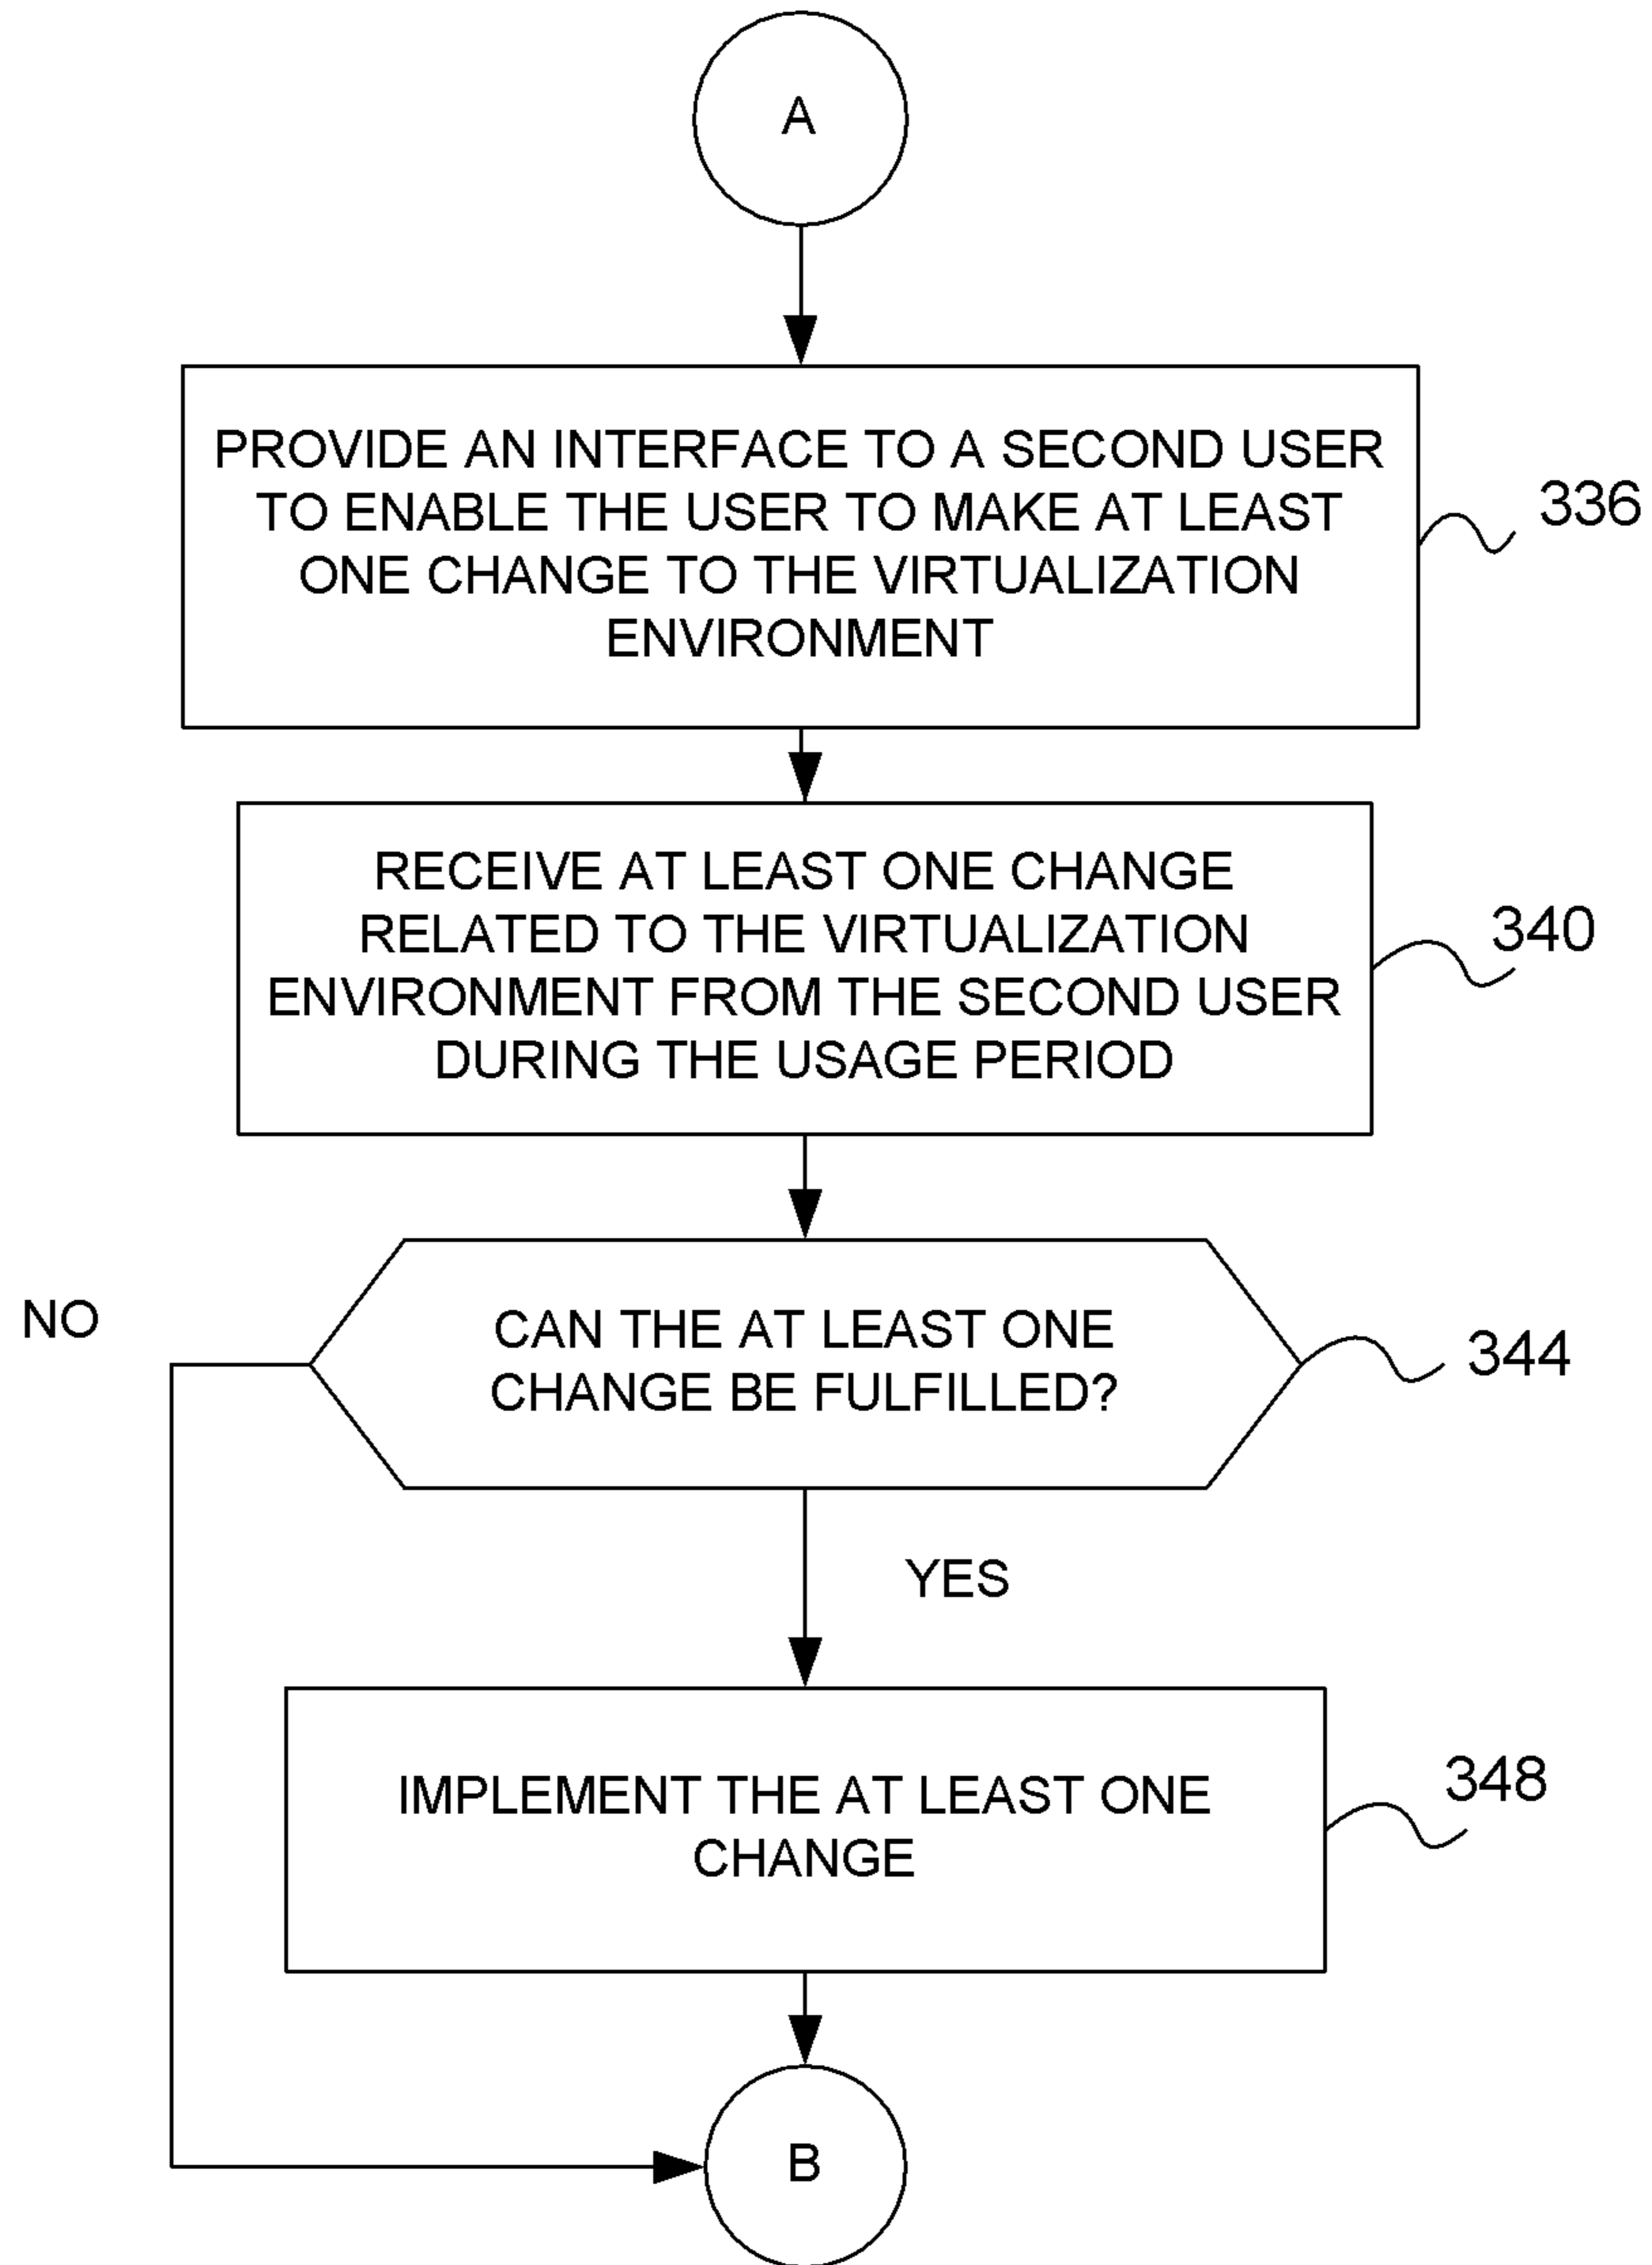 A
PROVIDE AN INTERFACE TO A SECOND USER
TO ENABLE THE USER TO MAKE AT LEAST
ONE CHANGE TO THE VIRTUALIZATION
ENVIRONMENT
336
RECEIVE AT LEAST ONE CHANGE
RELATED TO THE VIRTUALIZATION
ENVIRONMENT FROM THE SECOND USER
DURING THE USAGE PERIOD
340
NO
CAN THE AT LEAST ONE
CHANGE BE FULFILLED?
344
YES
IMPLEMENT THE AT LEAST ONE
CHANGE
348
B